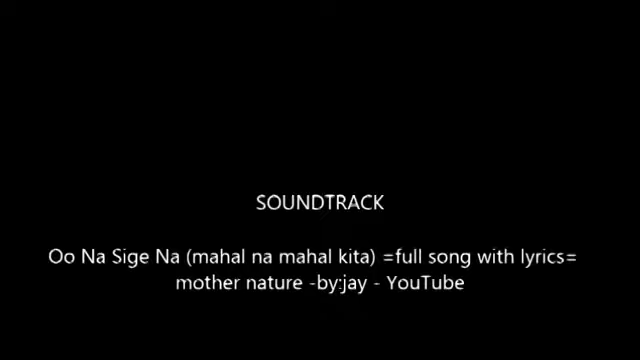 SOUNDTRACK
Oo Na Sige Na (mahal na mahal kita) =full song with lyrics=
mother nature -by:jay - YouTube